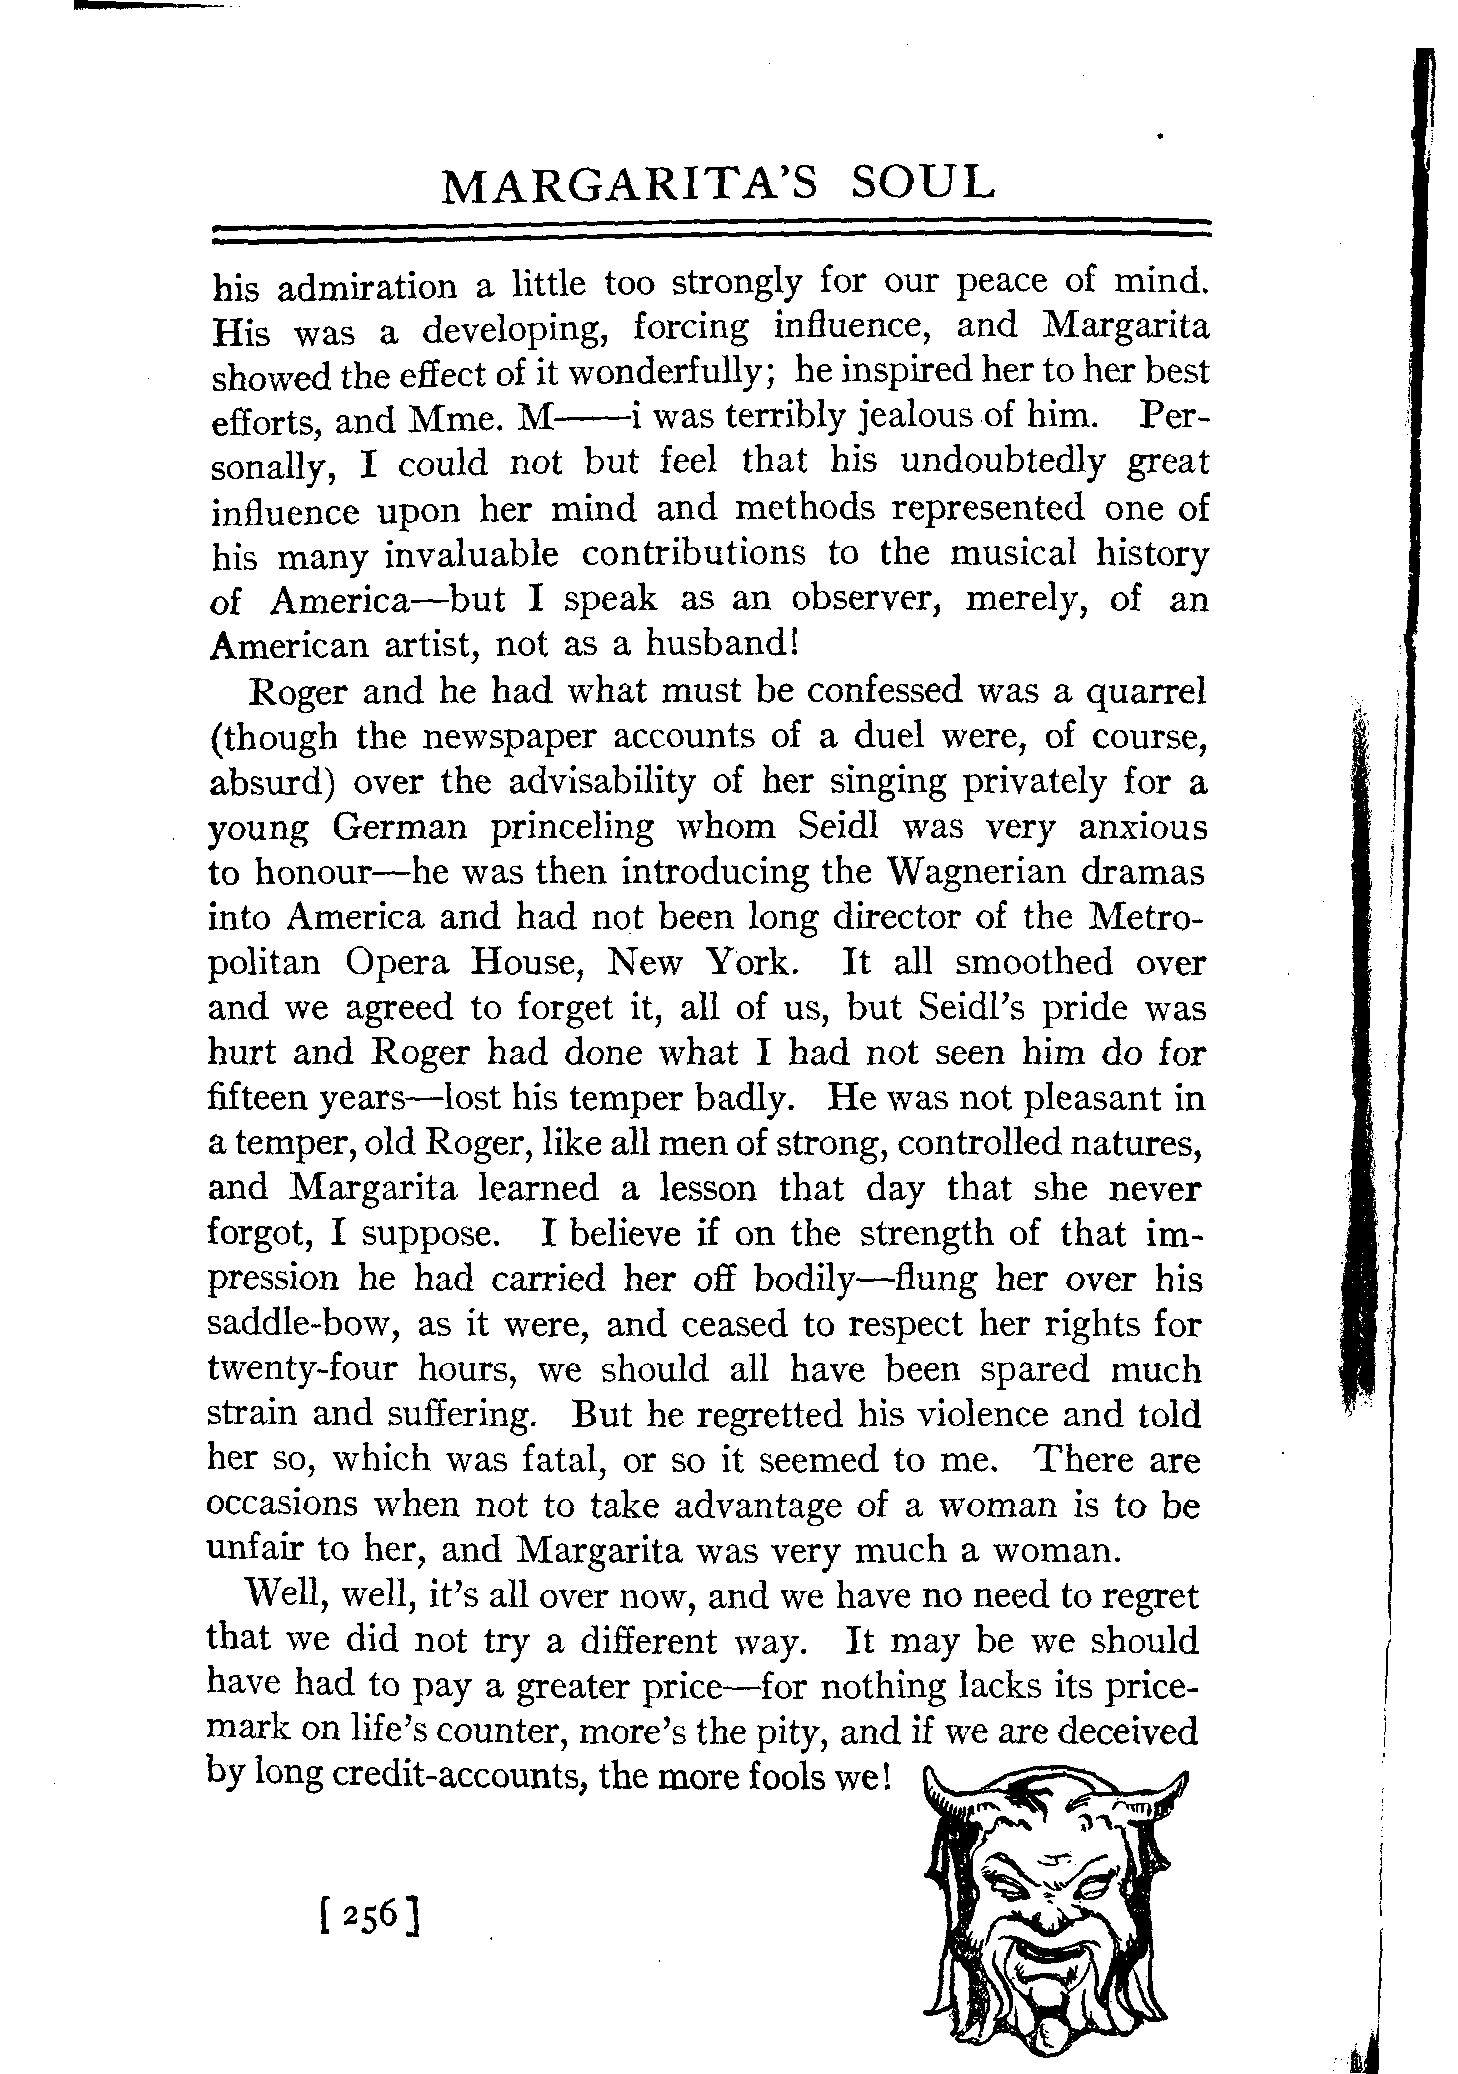 MARGARITA'S SOUL
his admiration a little too strongly for our peace of mind.
His was a developing, forcing influence, and Margarita
showed the effect of it wonderfully; he inspired her to her best
efforts, and Mme. M——i was terribly jealous of him. Per-
sonally, I could not but feel that his undoubtedly great
influence upon her mind and methods represented one of
his many invaluable contributions to the musical history
of America—but I speak as an observer, merely, of an
American artist, not as a husband!
Roger and he had what must be confessed was a quarrel
(though the newspaper accounts of a duel were, of course,
absurd) over the advisability of her singing privately for a
young German princeling whom Seidl was very anxious
to honour—he was then introducing the Wagnerian dramas
into America and had not been long director of the Metro-
politan Opera House, New York. It all smoothed over
and we agreed to forget it, all of us, but Seidl's pride was
hurt and Roger had done what I had not seen him do for
fifteen years—lost his temper badly. He was not pleasant in
a temper, old Roger, like all men of strong, controlled natures,
and Margarita learned a lesson that day that she never
forgot, I suppose. I believe if on the strength of that im-
pression he had carried her off bodily—flung her over his
saddle-bow, as it were, and ceased to respect her rights for
twenty-four hours, we should all have been spared much
strain and suffering. But he regretted his violence and told
her so, which was fatal, or so it seemed to me. There are
occasions when not to take advantage of a woman is to be
unfair to her, and Margarita was very much a woman.
Well, well, it's all over now, and we have no need to regret
that we did not try a different way. It may be we should
have had to pay a greater price—for nothing lacks its price-
mark on life's counter, more's the pity, and if we are deceived
by long credit-accounts, the more fools we!
[ 256 ]